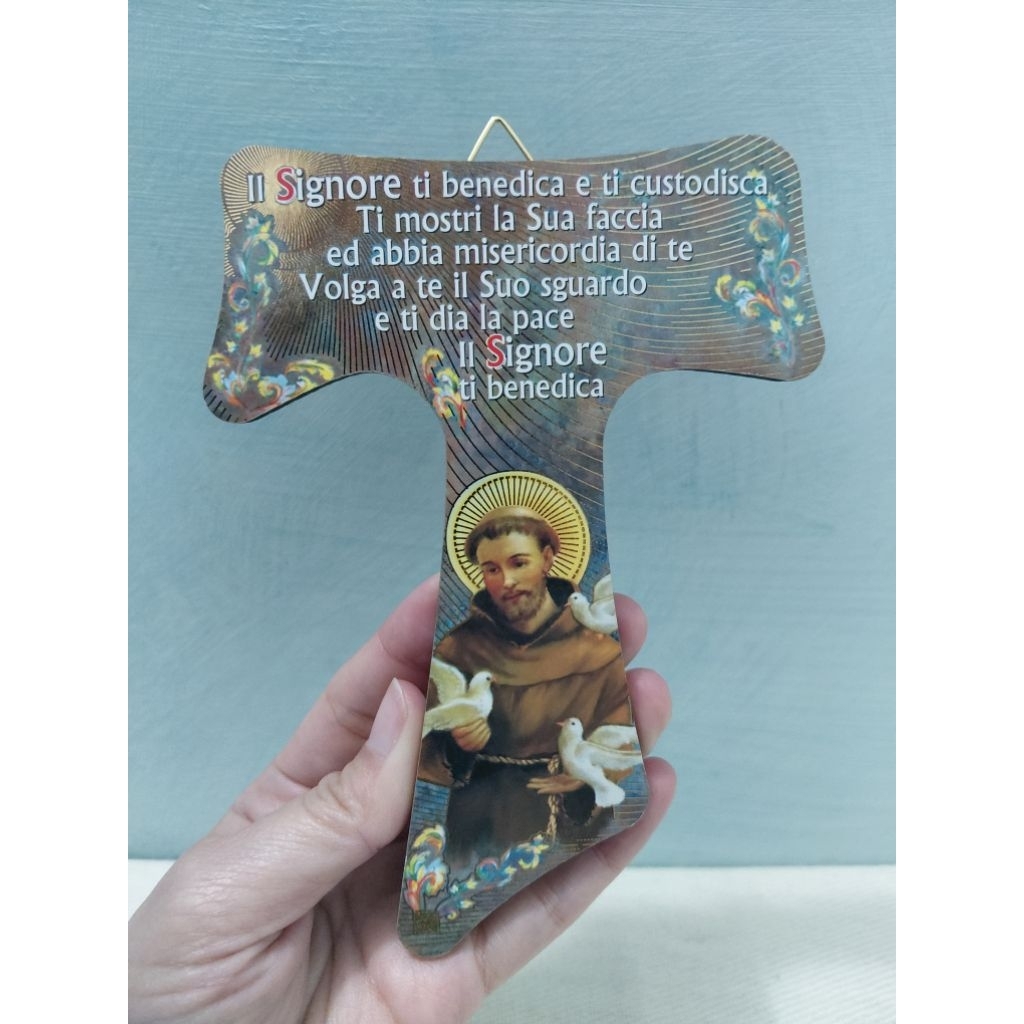 Il Signore ti benedica e ti custodisca
Ti mostri la Sua faccia
ed abbia misericordia di te
Volga a te il Suo sguardo
e ti dia la pace
Il Signore
ti benedica